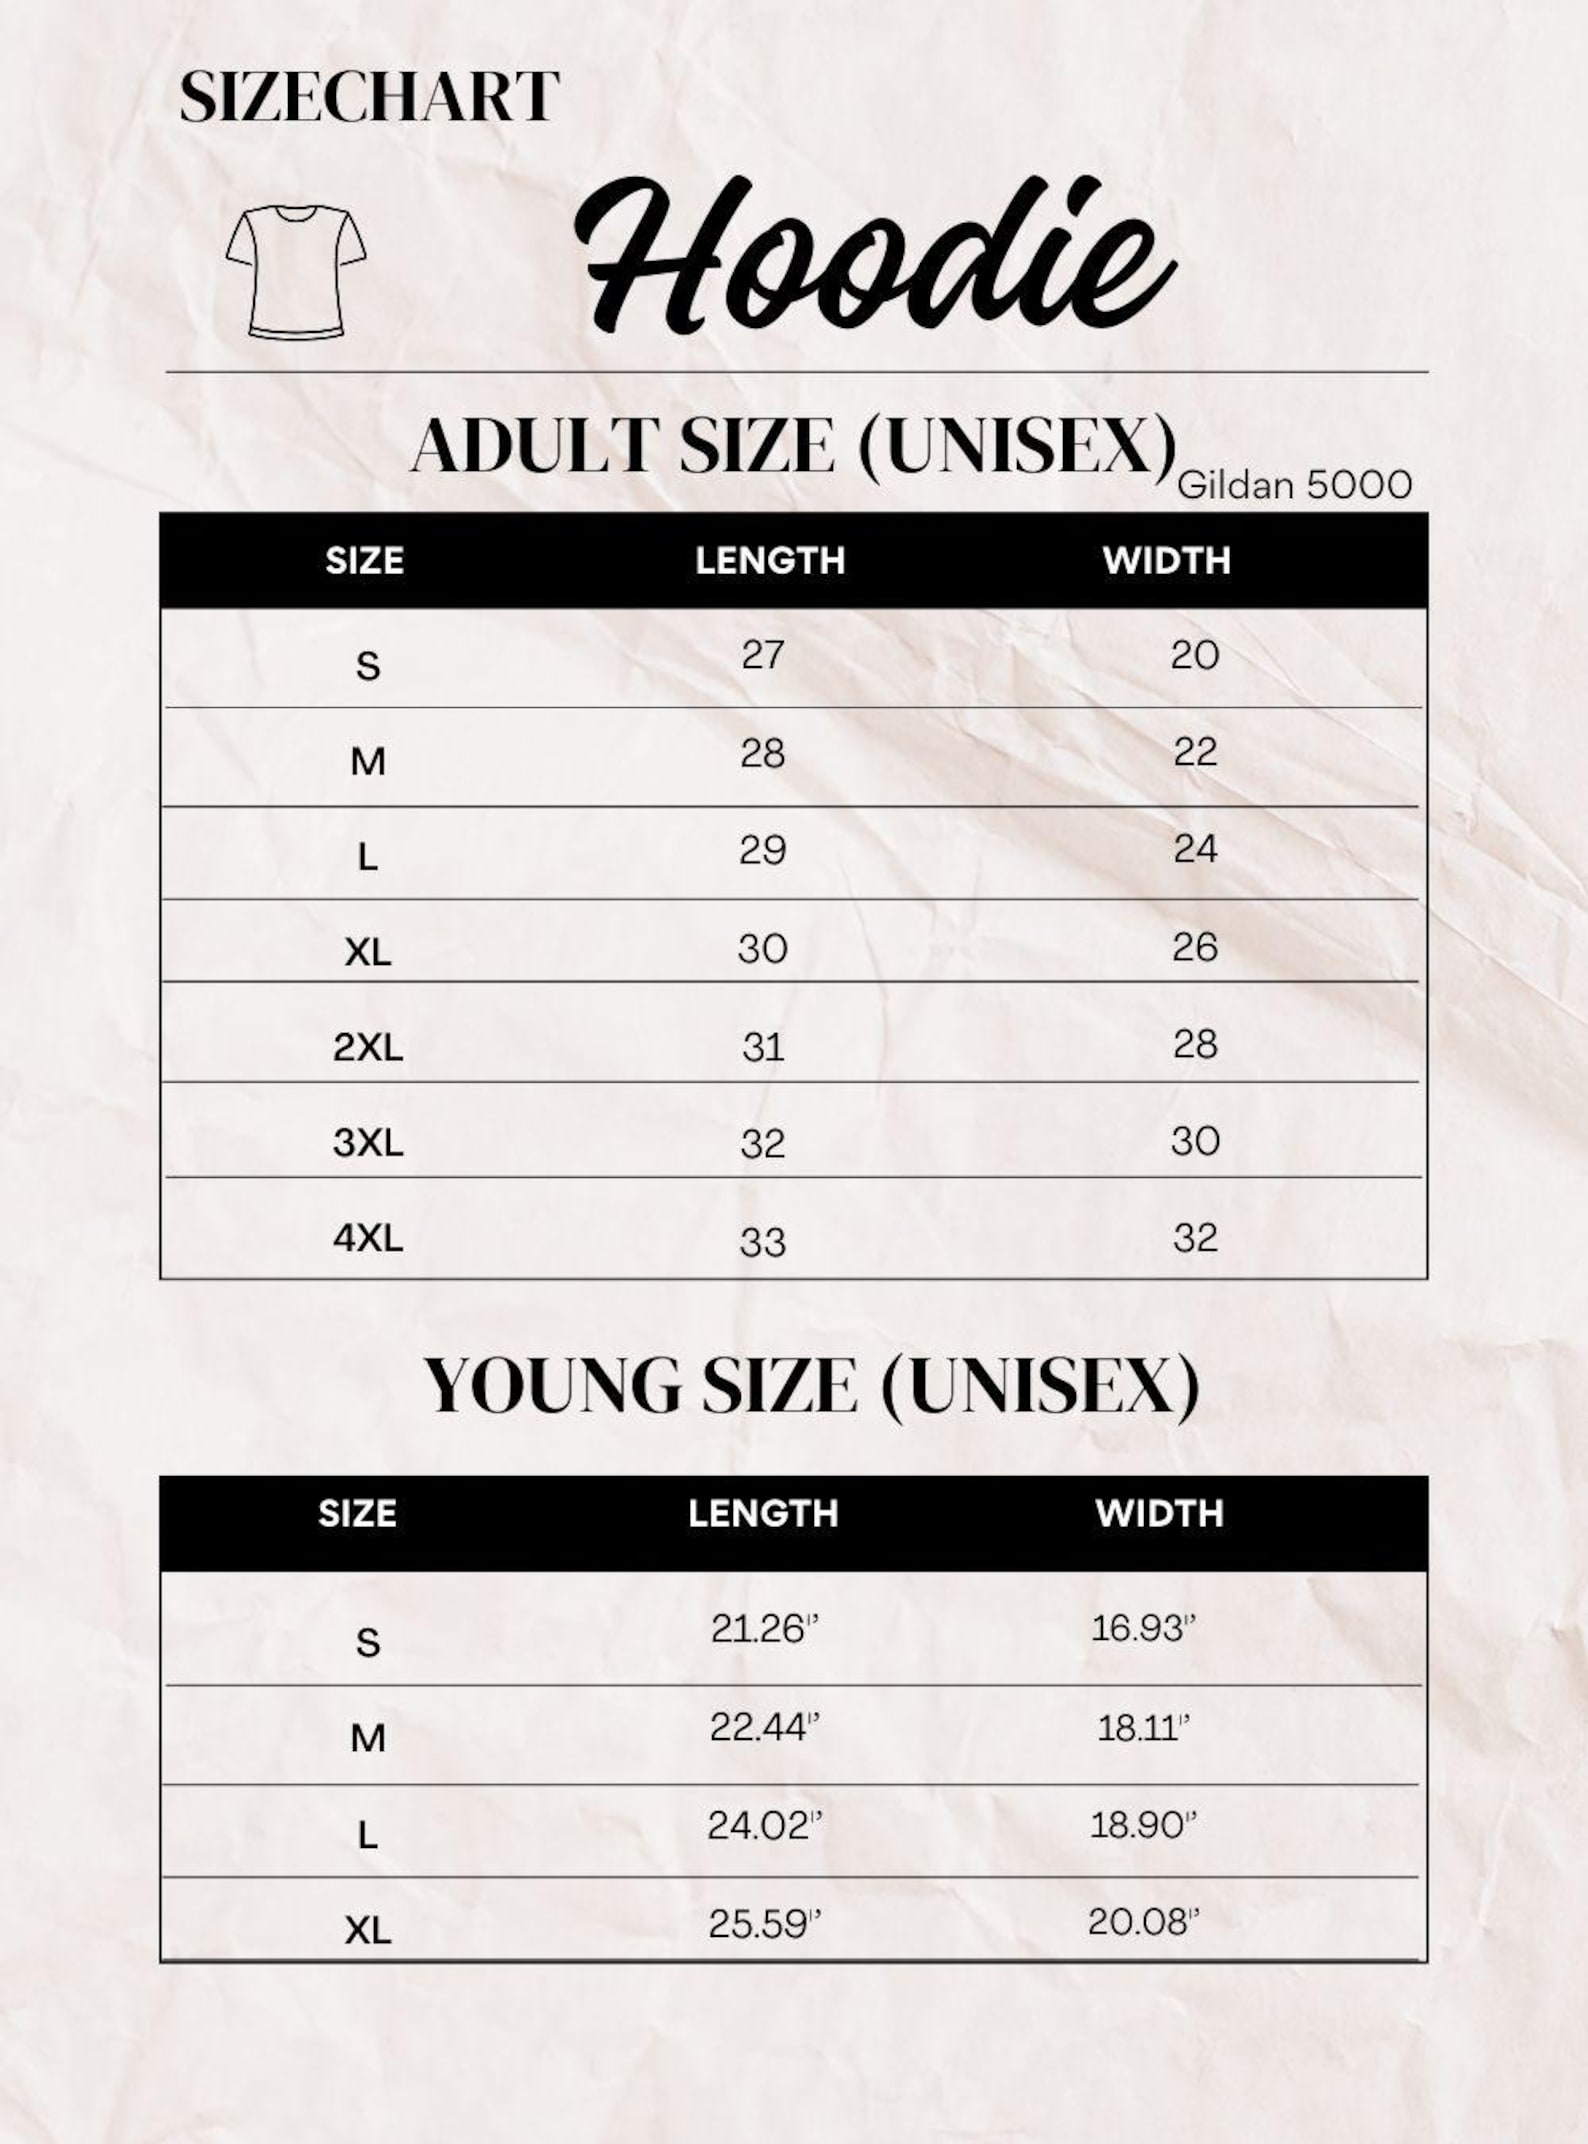 SIZECHART
Hoodie
ADULT SIZE (UNISEX)
Gildan 5000
SIZE LENGTH WIDTH
S 27 20
M 28 22
L 29 24
XL 30 26
2XL 31 28
3XL 32 30
4XL 33 32
YOUNG SIZE (UNISEX)
SIZE LENGTH WIDTH
S 21.26" 16.93"
M 22.44" 18.11"
L 24.02" 18.90"
XL 25.59" 20.08"